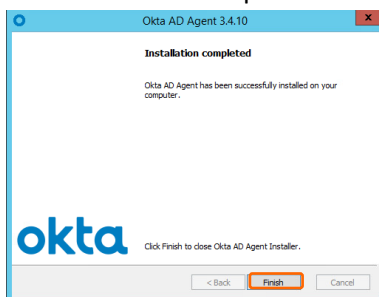 Okta AD Agent 3.4.10
x
Installation completed
Okta AD Agent has been successfully installed on your
computer.
okta
Click Finish to close Okta AD Agent Installer.
< Back
Finish
Cancel